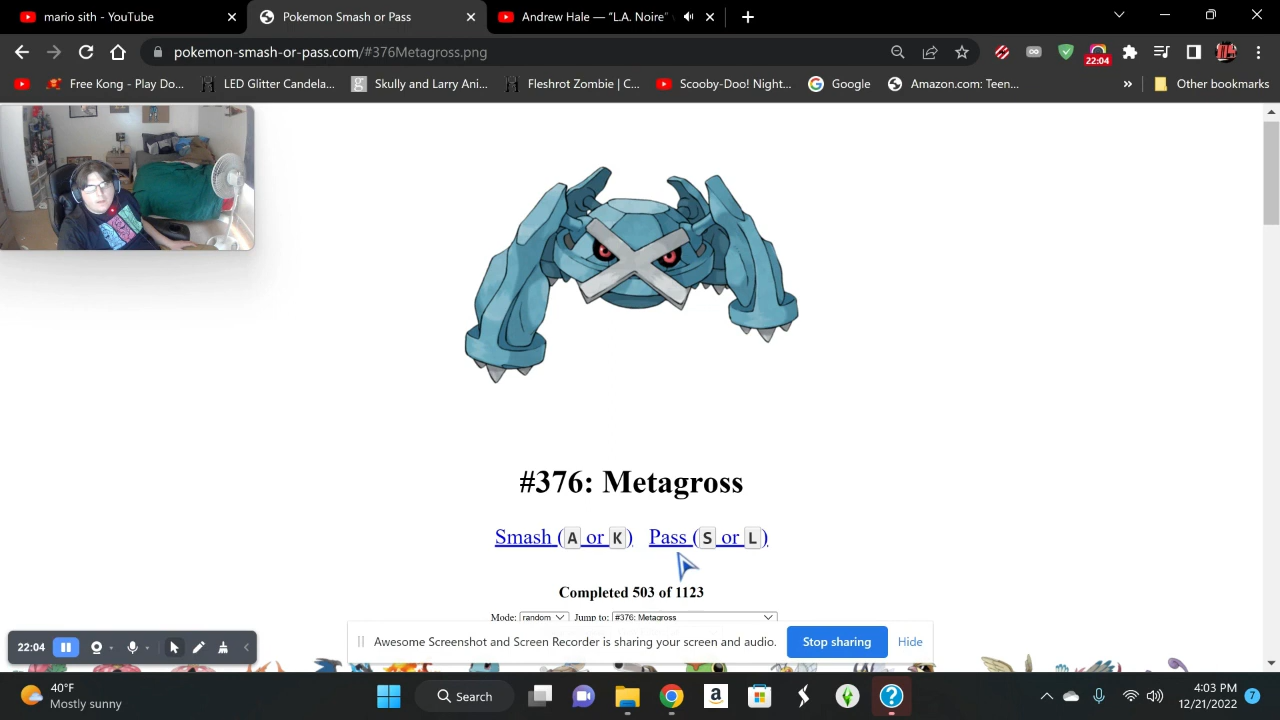 mario sith - YouTube
Pokemon Smash or Pass
Andrew Hale — "L.A. Noire"
pokemon-smash-or-pass.com/#376Metagross.png
22:04
Free Kong - Play Do...
LED Glitter Candela...
Skully and Larry Ani...
Fleshrot Zombie | C...
Scooby-Doo! Night...
Google
Amazon.com: Teen...
»
Other bookmarks
#376: Metagross
Smash (A or K) Pass (S or L)
Completed 503 of 1123
Mode: random Jump to: #376: Metagross
22:04
Awesome Screenshot and Screen Recorder is sharing your screen and audio.
Stop sharing
Hide
40°F
Mostly sunny
Search
4:03 PM
12/21/2022
7